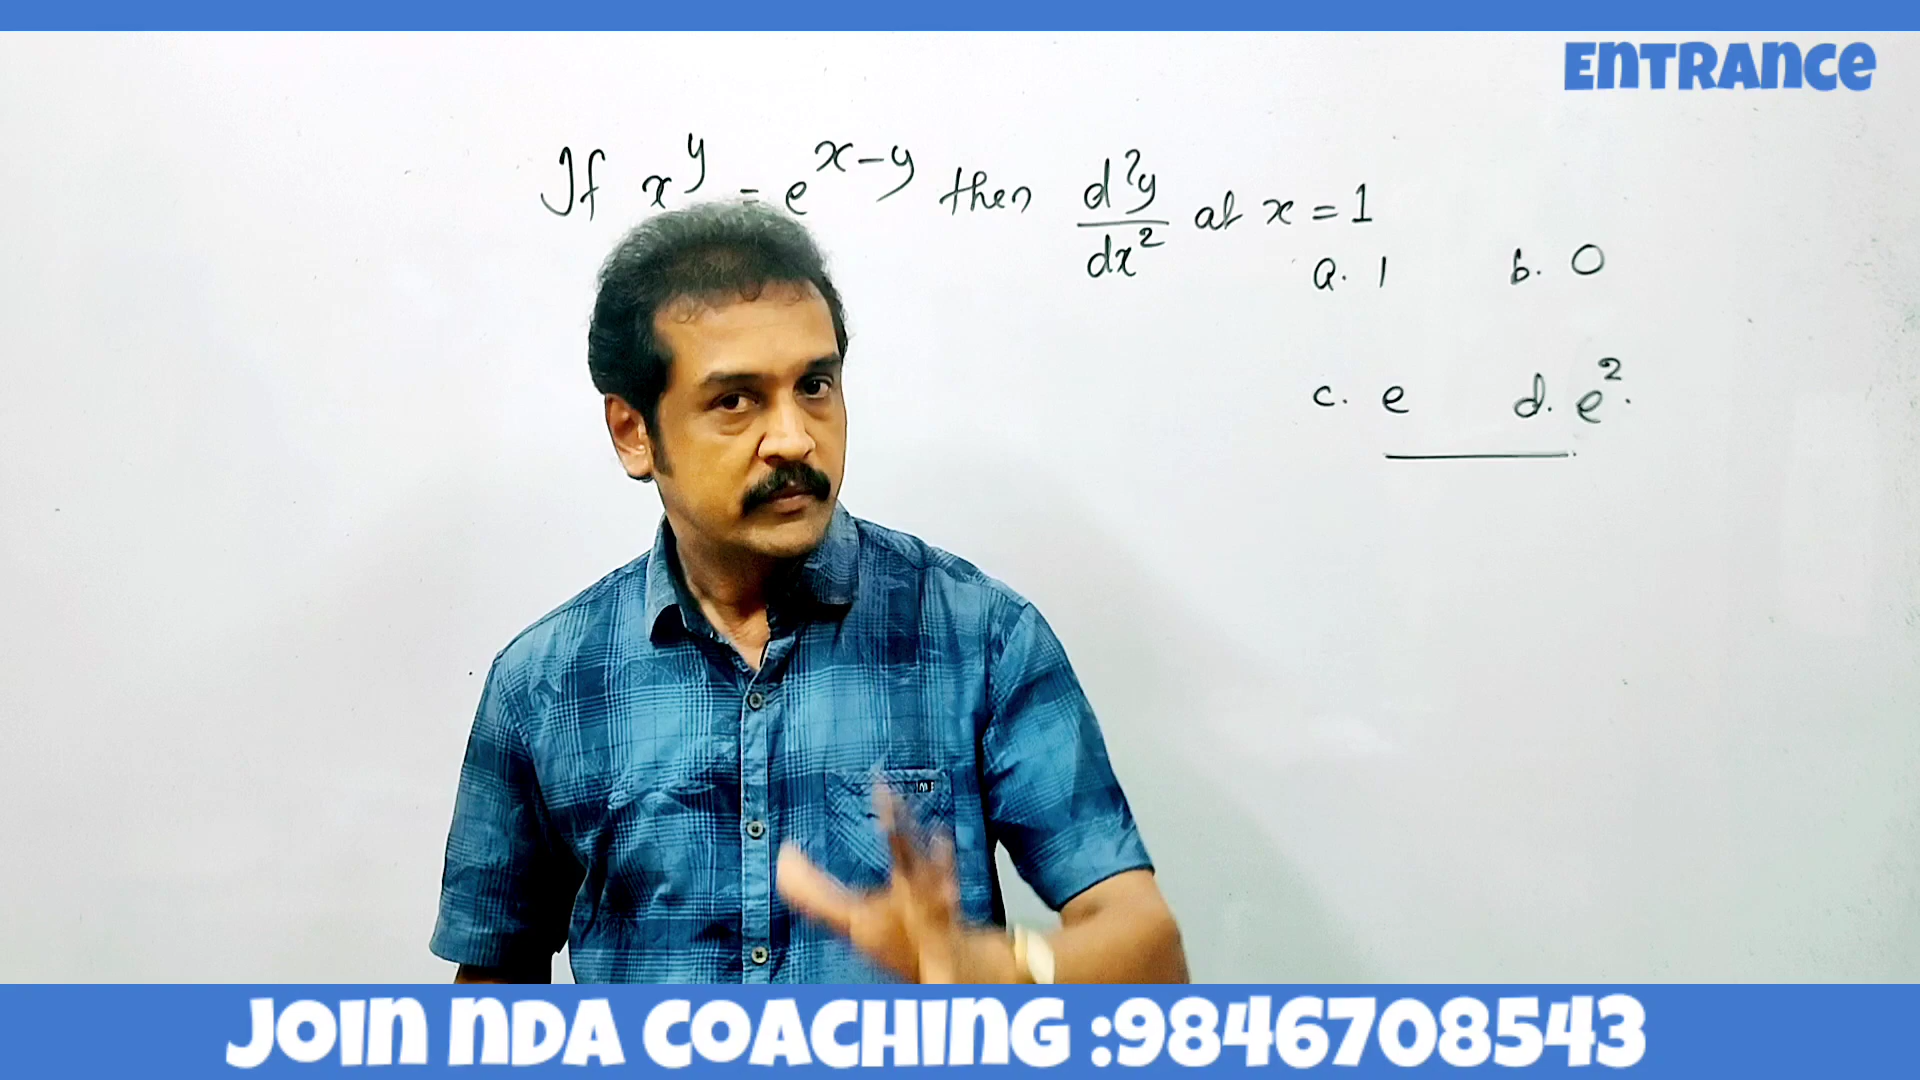 ENTRANCE
If x^y = e^(x-y) then d²y/dx² at x = 1
a. 1 b. 0
c. e d. e².
JOIN NDA COACHING :9846708543